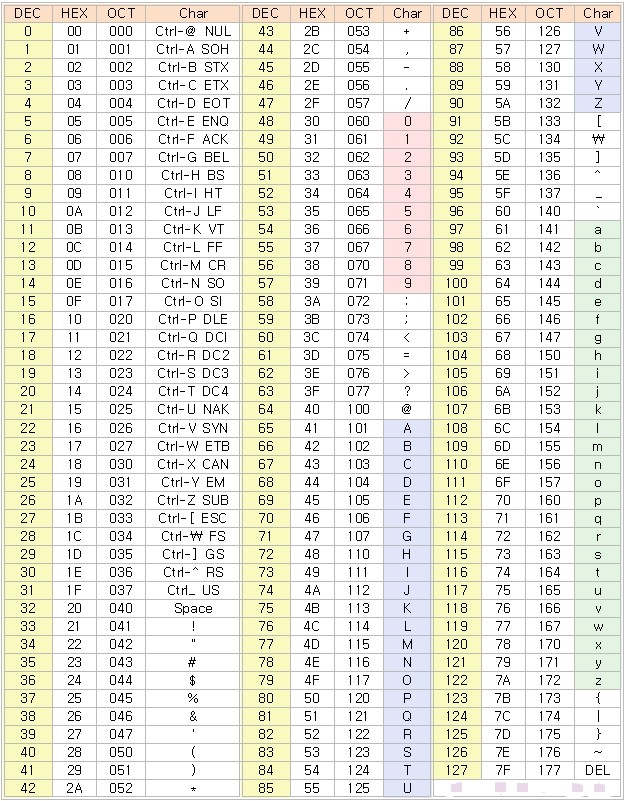 DEC HEX OCT Char DEC HEX OCT Char DEC HEX OCT Char
0 00 000 Ctrl-@ NUL 43 2B 053 + 86 56 126 V
1 01 001 Ctrl-A SOH 44 2C 054 , 87 57 127 W
2 02 002 Ctrl-B STX 45 2D 055 - 88 58 130 X
3 03 003 Ctrl-C ETX 46 2E 056 . 89 59 131 Y
4 04 004 Ctrl-D EOT 47 2F 057 / 90 5A 132 Z
5 05 005 Ctrl-E ENQ 48 30 060 0 91 5B 133 [
6 06 006 Ctrl-F ACK 49 31 061 1 92 5C 134 ₩
7 07 007 Ctrl-G BEL 50 32 062 2 93 5D 135 ]
8 08 010 Ctrl-H BS 51 33 063 3 94 5E 136 ^
9 09 011 Ctrl-I HT 52 34 064 4 95 5F 137 _
10 0A 012 Ctrl-J LF 53 35 065 5 96 60 140 `
11 0B 013 Ctrl-K VT 54 36 066 6 97 61 141 a
12 0C 014 Ctrl-L FF 55 37 067 7 98 62 142 b
13 0D 015 Ctrl-M CR 56 38 070 8 99 63 143 c
14 0E 016 Ctrl-N SO 57 39 071 9 100 64 144 d
15 0F 017 Ctrl-O SI 58 3A 072 : 101 65 145 e
16 10 020 Ctrl-P DLE 59 3B 073 ; 102 66 146 f
17 11 021 Ctrl-Q DCI 60 3C 074 < 103 67 147 g
18 12 022 Ctrl-R DC2 61 3D 075 = 104 68 150 h
19 13 023 Ctrl-S DC3 62 3E 076 > 105 69 151 i
20 14 024 Ctrl-T DC4 63 3F 077 ? 106 6A 152 j
21 15 025 Ctrl-U NAK 64 40 100 @ 107 6B 153 k
22 16 026 Ctrl-V SYN 65 41 101 A 108 6C 154 l
23 17 027 Ctrl-W ETB 66 42 102 B 109 6D 155 m
24 18 030 Ctrl-X CAN 67 43 103 C 110 6E 156 n
25 19 031 Ctrl-Y EM 68 44 104 D 111 6F 157 o
26 1A 032 Ctrl-Z SUB 69 45 105 E 112 70 160 p
27 1B 033 Ctrl-[ ESC 70 46 106 F 113 71 161 q
28 1C 034 Ctrl-₩ FS 71 47 107 G 114 72 162 r
29 1D 035 Ctrl-] GS 72 48 110 H 115 73 163 s
30 1E 036 Ctrl-^ RS 73 49 111 I 116 74 164 t
31 1F 037 Ctrl_ US 74 4A 112 J 117 75 165 u
32 20 040 Space 75 4B 113 K 118 76 166 v
33 21 041 ! 76 4C 114 L 119 77 167 w
34 22 042 " 77 4D 115 M 120 78 170 x
35 23 043 # 78 4E 116 N 121 79 171 y
36 24 044 $ 79 4F 117 O 122 7A 172 z
37 25 045 % 80 50 120 P 123 7B 173 {
38 26 046 & 81 51 121 Q 124 7C 174 |
39 27 047 ' 82 52 122 R 125 7D 175 }
40 28 050 ( 83 53 123 S 126 7E 176 ~
41 29 051 ) 84 54 124 T 127 7F 177 DEL
42 2A 052 * 85 55 125 U